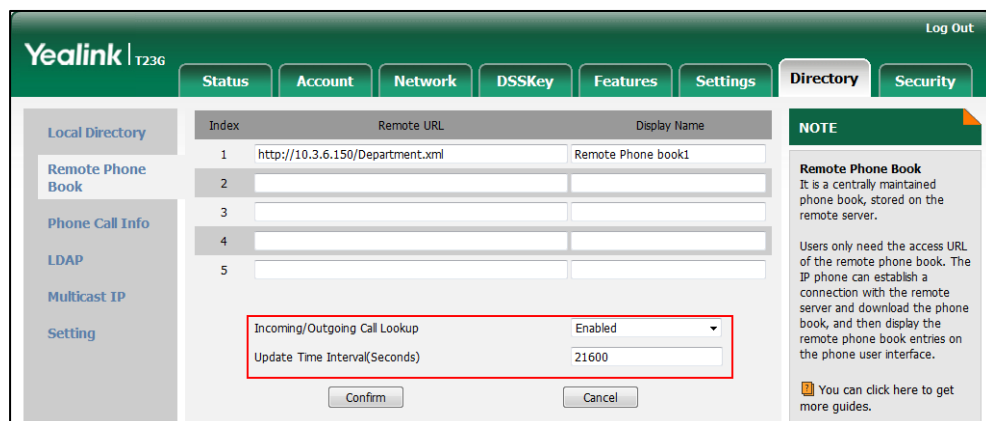 Log Out
Yealink T23G
Status Account Network DSSKey Features Settings Directory Security
Local Directory
Remote Phone
Book
Phone Call Info
LDAP
Multicast IP
Setting
Index Remote URL Display Name
1 http://10.3.6.150/Department.xml Remote Phone book1
2
3
4
5
Incoming/Outgoing Call Lookup Enabled
Update Time Interval(Seconds) 21600
Confirm Cancel
NOTE
Remote Phone Book
It is a centrally maintained
phone book, stored on the
remote server.
Users only need the access URL
of the remote phone book. The
IP phone can establish a
connection with the remote
server and download the phone
book, and then display the
remote phone book entries on
the phone user interface.
You can click here to get
more guides.